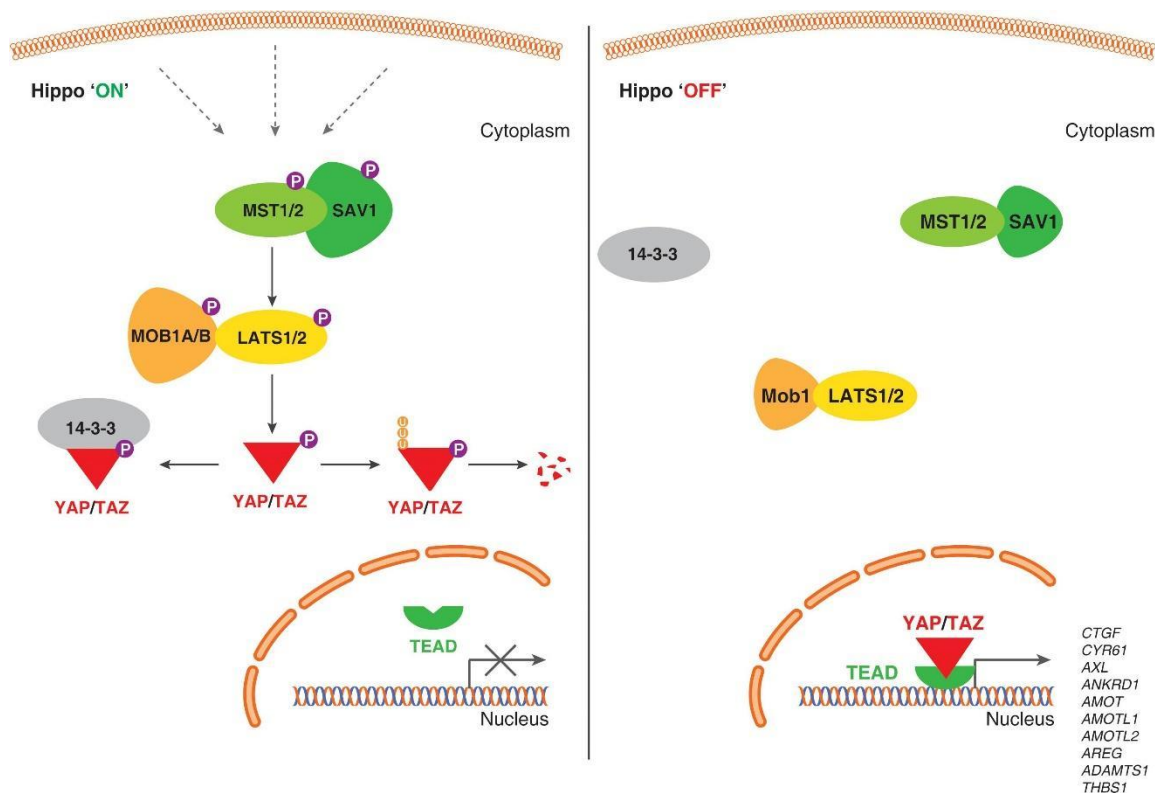 Hippo ‘ON’
Cytoplasm
P
P
MST1/2
SAV1
P
P
MOB1A/B
LATS1/2
14-3-3
P
YAP/TAZ
P
YAP/TAZ
U
U
U
P
YAP/TAZ
TEAD
Nucleus
Hippo ‘OFF’
Cytoplasm
MST1/2
SAV1
14-3-3
Mob1
LATS1/2
YAP/TAZ
TEAD
Nucleus
CTGF
CYR61
AXL
ANKRD1
AMOT
AMOTL1
AMOTL2
AREG
ADAMTS1
THBS1